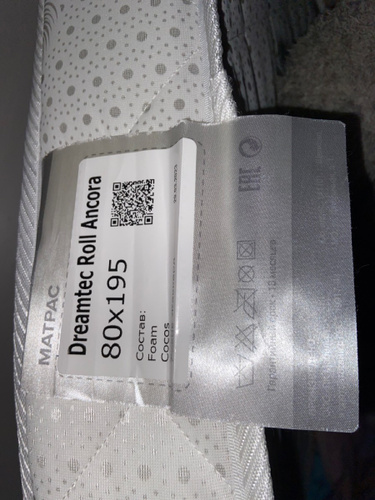 МАТРАС
Dreamtec Roll Ancora
80x195
Состав:
Foam
Cocos
EAC